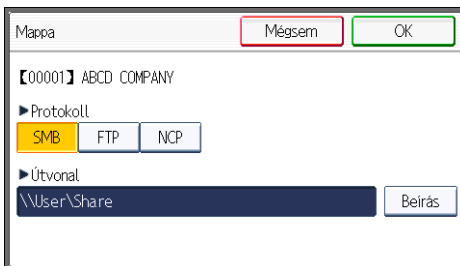 Mappa Mégsem OK
【00001】 ABCD COMPANY
►Protokoll
SMB FTP NCP
►Útvonal
\\User\Share Beírás